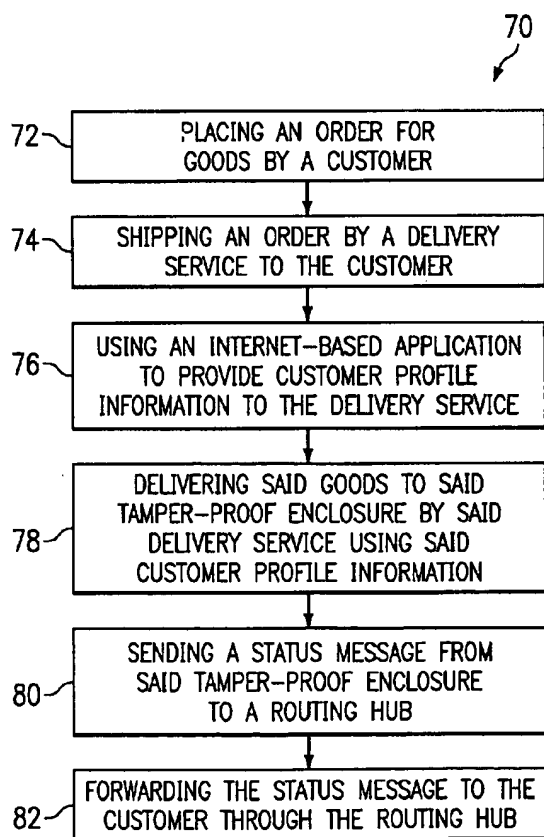 70
72
PLACING AN ORDER FOR
GOODS BY A CUSTOMER
74
SHIPPING AN ORDER BY A DELIVERY
SERVICE TO THE CUSTOMER
76
USING AN INTERNET-BASED APPLICATION
TO PROVIDE CUSTOMER PROFILE
INFORMATION TO THE DELIVERY SERVICE
78
DELIVERING SAID GOODS TO SAID
TAMPER-PROOF ENCLOSURE BY SAID
DELIVERY SERVICE USING SAID
CUSTOMER PROFILE INFORMATION
80
SENDING A STATUS MESSAGE FROM
SAID TAMPER-PROOF ENCLOSURE
TO A ROUTING HUB
82
FORWARDING THE STATUS MESSAGE TO THE
CUSTOMER THROUGH THE ROUTING HUB